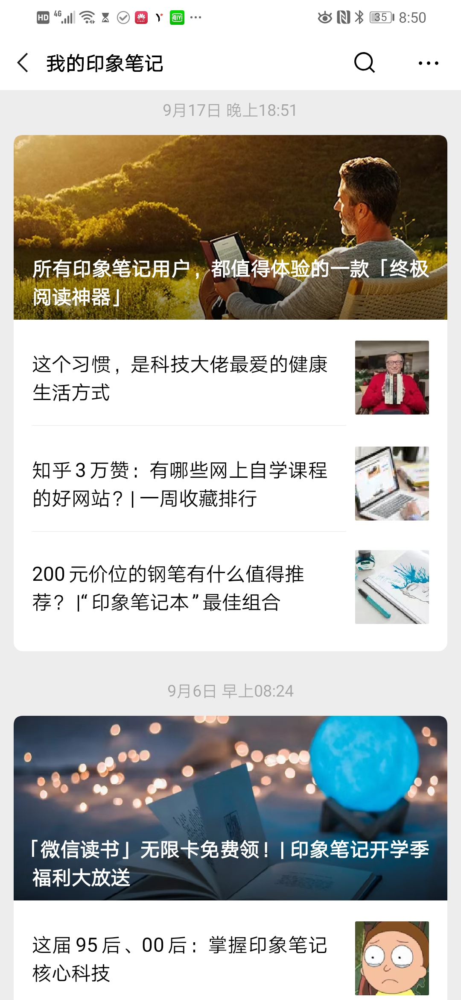 HD 4G iQIYI 35 8:50
我的印象笔记
9月17日 晚上18:51
所有印象笔记用户，都值得体验的一款「终极
阅读神器」
这个习惯，是科技大佬最爱的健康
生活方式
知乎 3 万赞：有哪些网上自学课程
的好网站？| 一周收藏排行
200 元价位的钢笔有什么值得推
荐？ |“ 印象笔记本 ” 最佳组合
9月6日 早上08:24
「微信读书」无限卡免费领！| 印象笔记开学季
福利大放送
这届 95 后、00 后：掌握印象笔记
核心科技